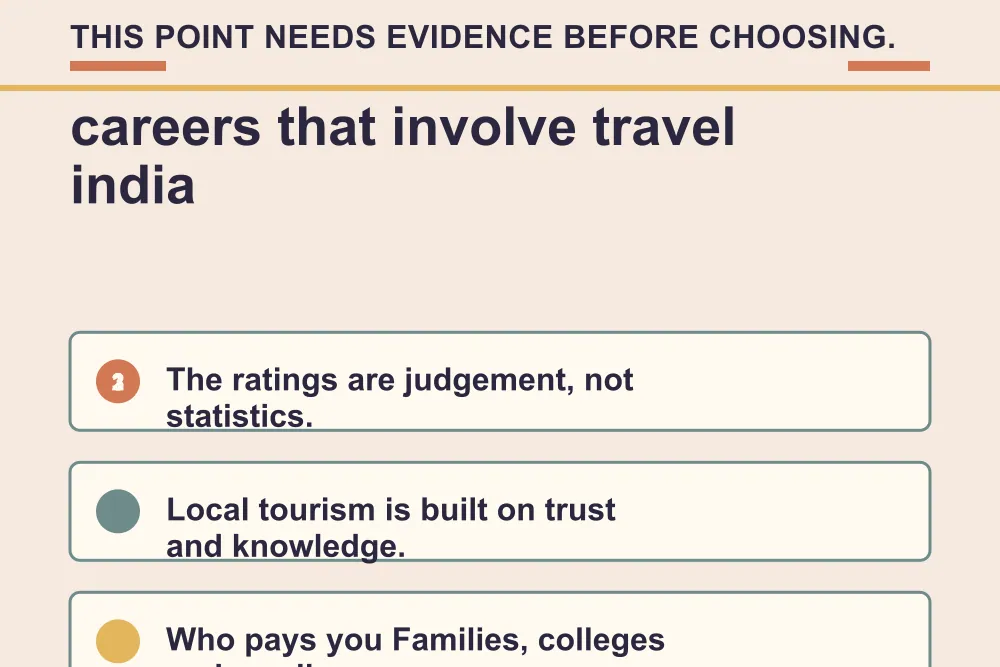 THIS POINT NEEDS EVIDENCE BEFORE CHOOSING.
careers that involve travel
india
The ratings are judgement, not
statistics.
Local tourism is built on trust
and knowledge.
Who pays you Families, colleges